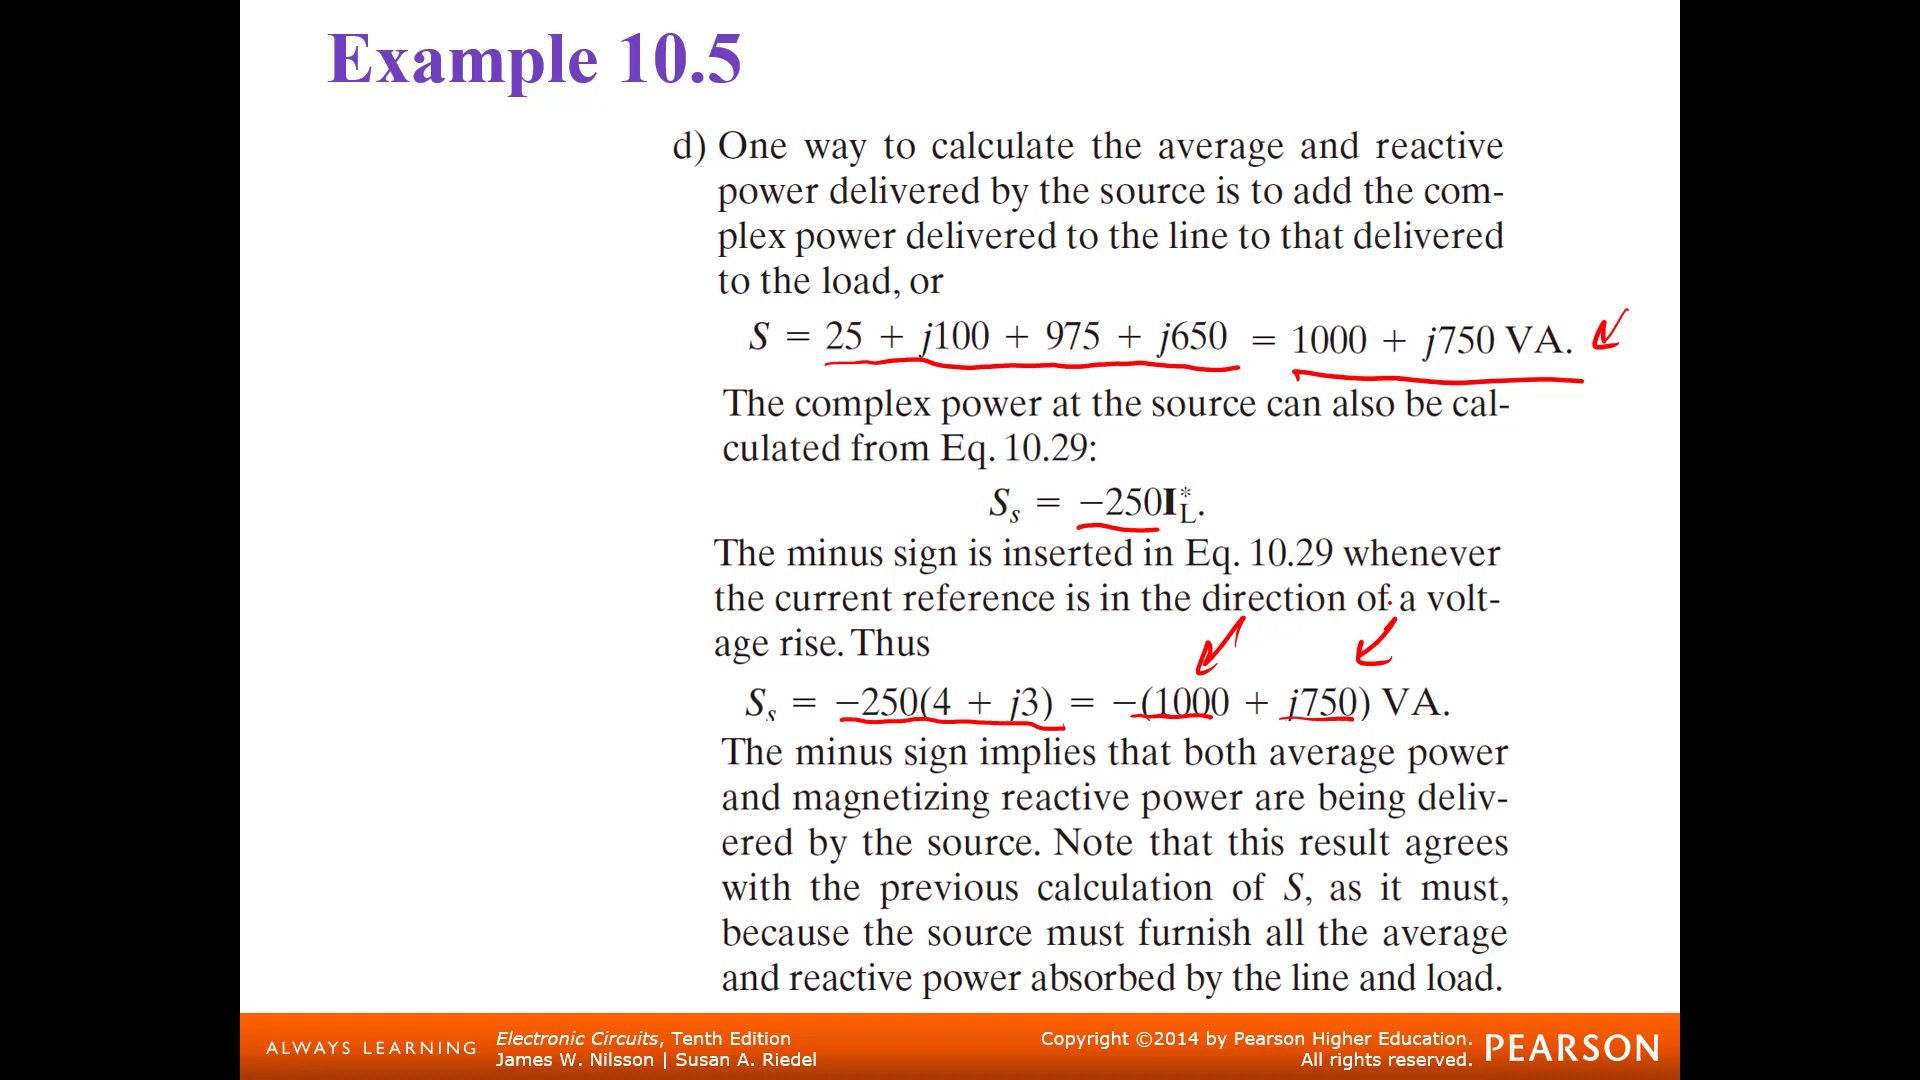 Example 10.5
d) One way to calculate the average and reactive
power delivered by the source is to add the com-
plex power delivered to the line to that delivered
to the load, or
S = 25 + j100 + 975 + j650 = 1000 + j750 VA.
The complex power at the source can also be cal-
culated from Eq. 10.29:
Sₛ = −250I*L.
The minus sign is inserted in Eq. 10.29 whenever
the current reference is in the direction of a volt-
age rise. Thus
Sₛ = −250(4 + j3) = −(1000 + j750) VA.
The minus sign implies that both average power
and magnetizing reactive power are being deliv-
ered by the source. Note that this result agrees
with the previous calculation of S, as it must,
because the source must furnish all the average
and reactive power absorbed by the line and load.
ALWAYS LEARNING
Electronic Circuits, Tenth Edition
James W. Nilsson | Susan A. Riedel
Copyright ©2014 by Pearson Higher Education.
All rights reserved.
PEARSON